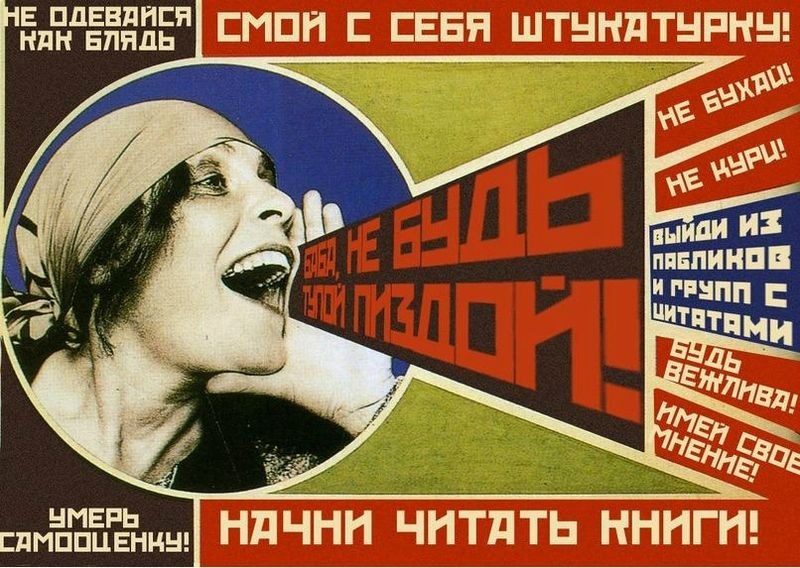 НЕ ОДЕВАЙСЯ
КАК БЛЯДЬ
СМОЙ С СЕБЯ ШТУКАТУРКУ!
БАБА, НЕ БУДЬ
ТУПОЙ ПИЗДОЙ!
НЕ БУХАЙ!
НЕ КУРИ!
ВЫЙДИ ИЗ
ПАБЛИКОВ
И ГРУПП С
ЦИТАТАМИ
БУДЬ
ВЕЖЛИВА!
ИМЕЙ СВОЕ
МНЕНИЕ!
УМЕРЬ
САМООЦЕНКУ!
НАЧНИ ЧИТАТЬ КНИГИ!